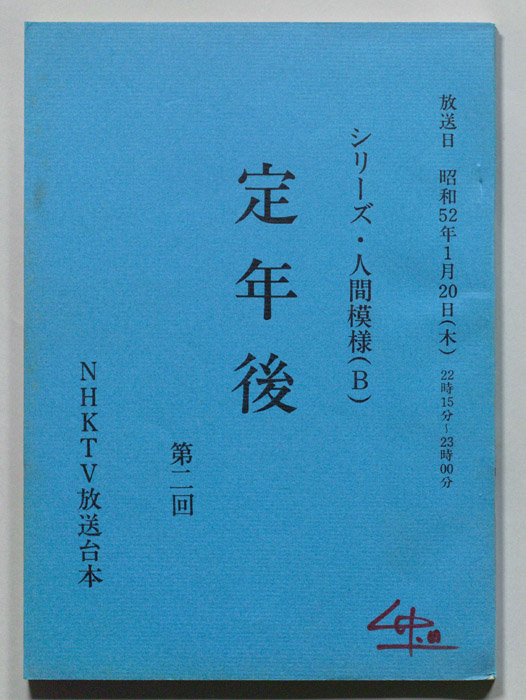 放送日　昭和52年1月20日(木)　22時15分~23時00分
シリーズ・人間模様(B)
定年後
第二回
NHKTV放送台本